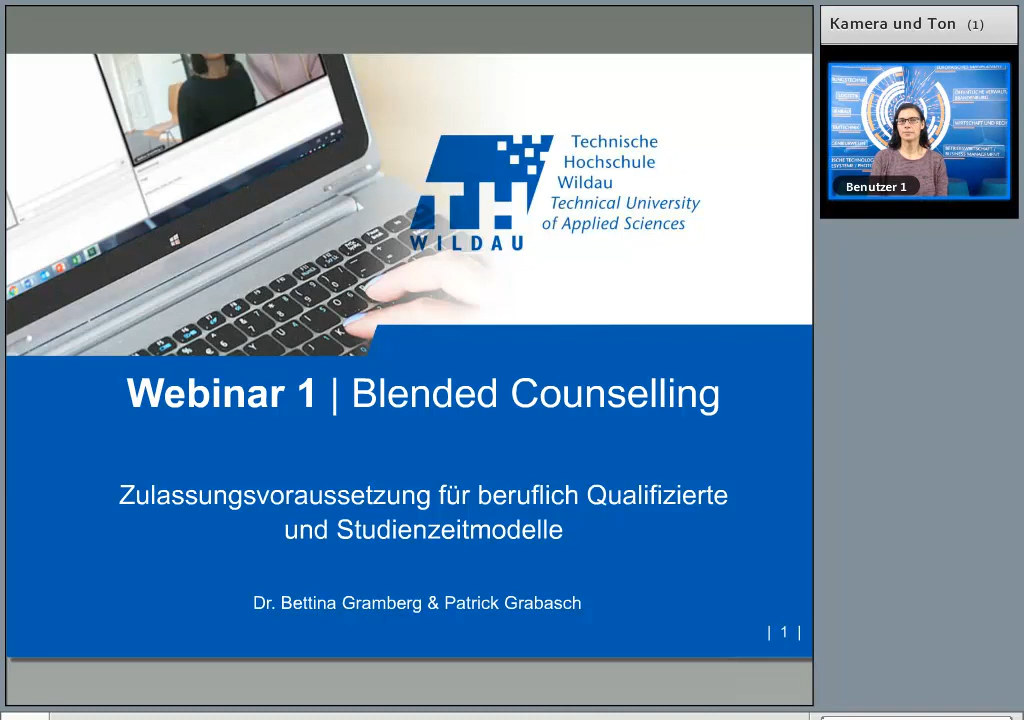 Kamera und Ton (1)
Technische
Hochschule
Wildau
Technical University
of Applied Sciences
TH
WILDAU
Benutzer 1
Webinar 1 | Blended Counselling
Zulassungsvoraussetzung für beruflich Qualifizierte
und Studienzeitmodelle
Dr. Bettina Gramberg & Patrick Grabasch
| 1 |